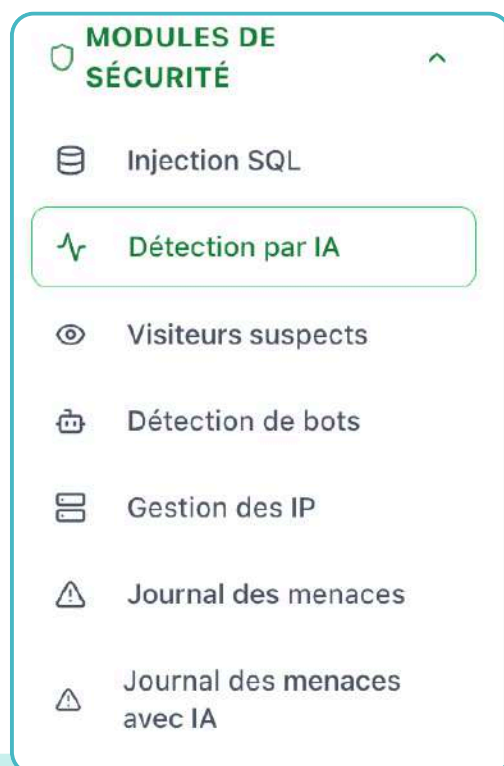 MODULES DE
SÉCURITÉ
Injection SQL
Détection par IA
Visiteurs suspects
Détection de bots
Gestion des IP
Journal des menaces
Journal des menaces
avec IA